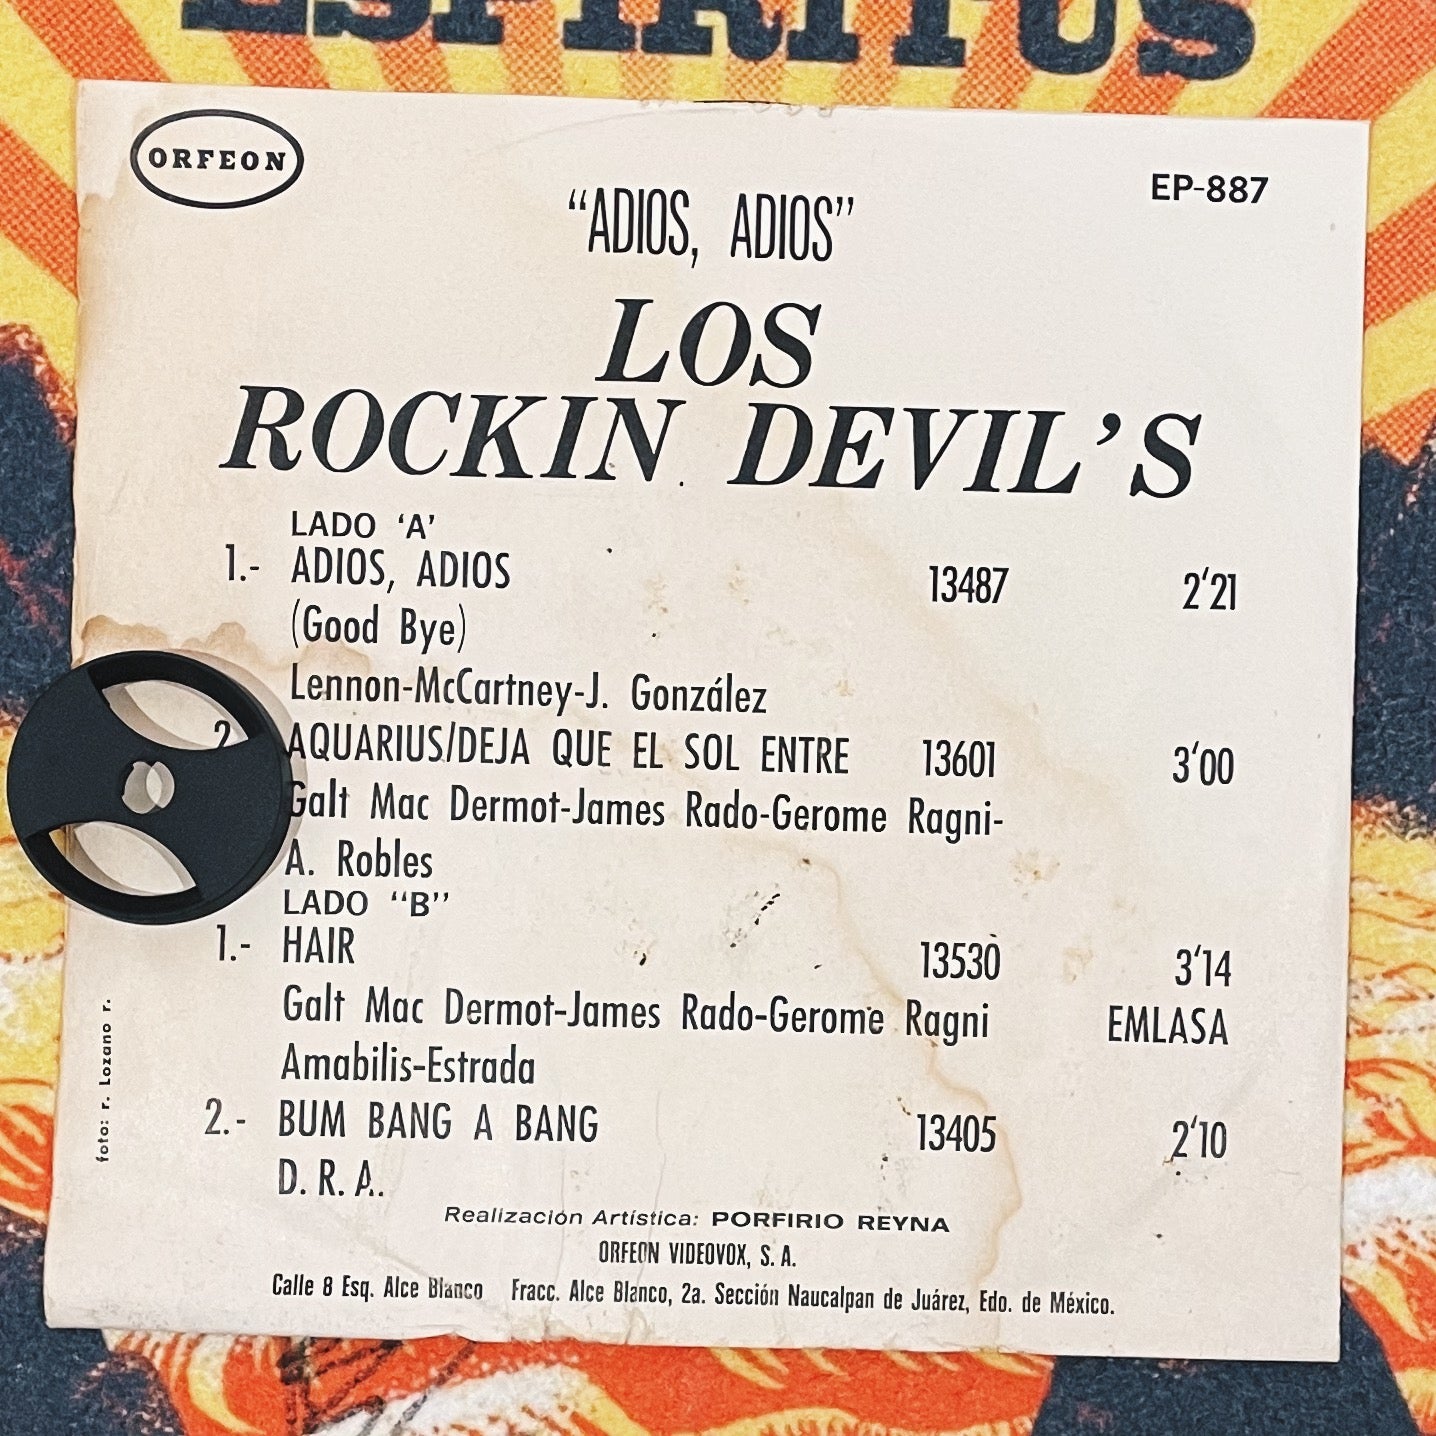 ESPIRITUS
ORFEON
EP-887
“ADIOS, ADIOS”
LOS
ROCKIN DEVIL’S
LADO ‘A’
1.- ADIOS, ADIOS 13487 2‘21
(Good Bye)
Lennon-McCartney-J. González
2 AQUARIUS/DEJA QUE EL SOL ENTRE 13601 3‘00
Galt Mac Dermot-James Rado-Gerome Ragni-
A. Robles
LADO “B”
1.- HAIR 13530 3‘14
Galt Mac Dermot-James Rado-Gerome Ragni EMLASA
Amabilis-Estrada
2.- BUM BANG A BANG 13405 2‘10
D. R. A.
foto: r. Lozano r.
Realización Artística: PORFIRIO REYNA
ORFEON VIDEOVOX, S. A.
Calle 8 Esq. Alce Blanco Fracc. Alce Blanco, 2a. Sección Naucalpan de Juárez, Edo. de México.